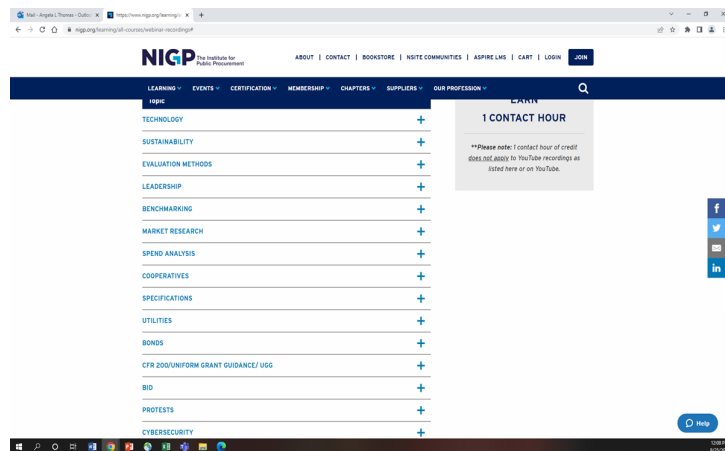 Mail - Angela L Thomas - Outlo
https://www.nigp.org/learning/
nigp.org/learning/all-courses/webinar-recordings#
NIGP The Institute for
Public Procurement
ABOUT | CONTACT | BOOKSTORE | NSITE COMMUNITIES | ASPIRE LMS | CART | LOGIN JOIN
LEARNING EVENTS CERTIFICATION MEMBERSHIP CHAPTERS SUPPLIERS OUR PROFESSION
Topic
TECHNOLOGY +
SUSTAINABILITY +
EVALUATION METHODS +
LEADERSHIP +
BENCHMARKING +
MARKET RESEARCH +
SPEND ANALYSIS +
COOPERATIVES +
SPECIFICATIONS +
UTILITIES +
BONDS +
CFR 200/UNIFORM GRANT GUIDANCE/ UGG +
BID +
PROTESTS +
CYBERSECURITY +
EARN
1 CONTACT HOUR
**Please note: 1 contact hour of credit
does not apply to YouTube recordings as
listed here or on YouTube.
Help
12:00 P